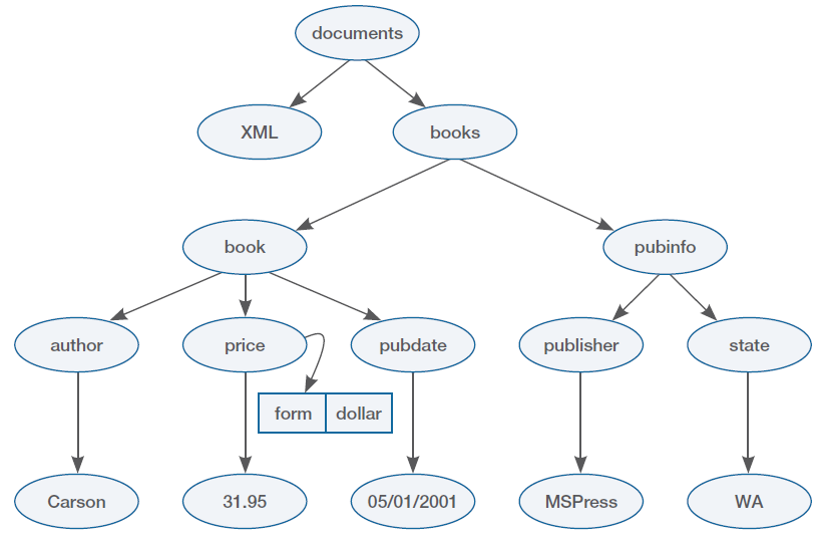 documents
XML
books
book
pubinfo
author
price
pubdate
publisher
state
form
dollar
Carson
31.95
05/01/2001
MSPress
WA